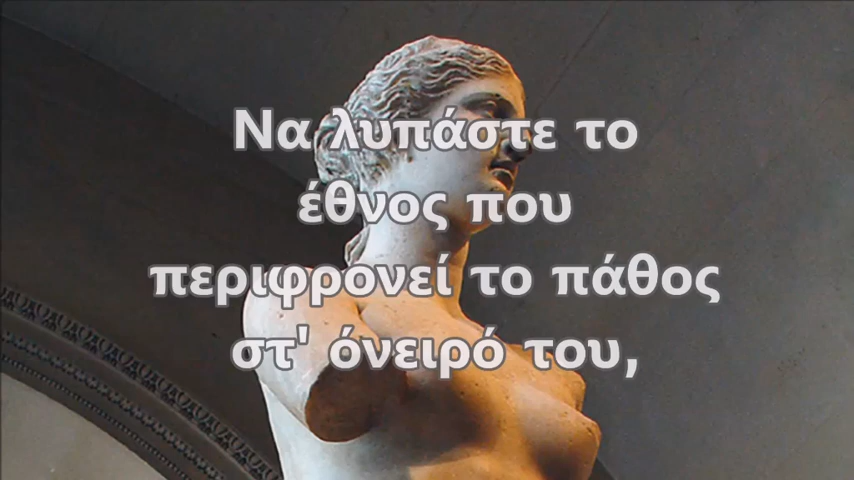 Να λυπάστε το
έθνος που
περιφρονεί το πάθος
στ' όνειρό του,